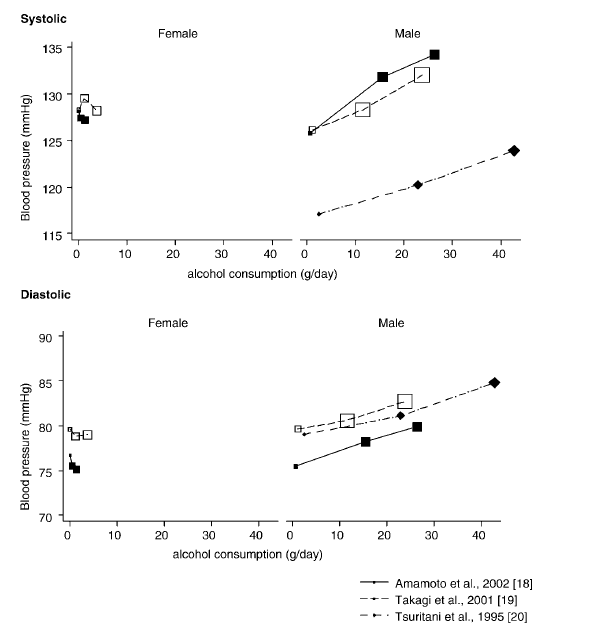 Systolic
Female
Male
Blood pressure (mmHg)
135
130
125
120
115
0 10 20 30 40
0 10 20 30 40
alcohol consumption (g/day)
Diastolic
Female
Male
Blood pressure (mmHg)
90
85
80
75
70
0 10 20 30 40
0 10 20 30 40
alcohol consumption (g/day)
Amamoto et al., 2002 [18]
Takagi et al., 2001 [19]
Tsuritani et al., 1995 [20]